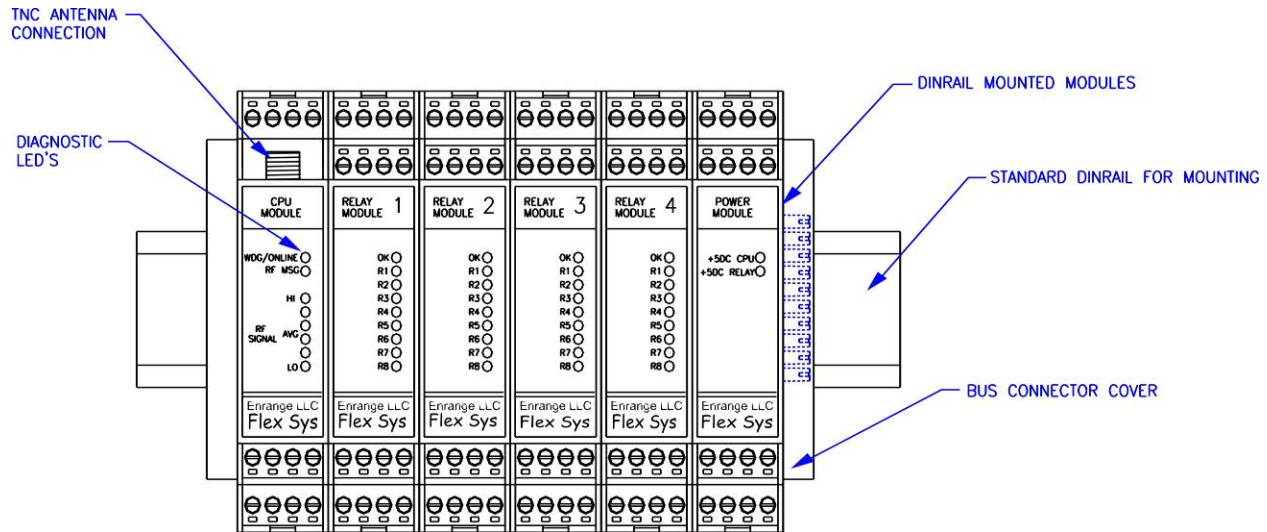 TNC ANTENNA
CONNECTION
DINRAIL MOUNTED MODULES
DIAGNOSTIC
LED'S
STANDARD DINRAIL FOR MOUNTING
BUS CONNECTOR COVER
CPU
MODULE
WDG/ONLINE
RF MSG
HI
RF
SIGNAL
AVG
LO
Enrange LLC
Flex Sys
RELAY
MODULE 1
OK
R1
R2
R3
R4
R5
R6
R7
R8
Enrange LLC
Flex Sys
RELAY
MODULE 2
OK
R1
R2
R3
R4
R5
R6
R7
R8
Enrange LLC
Flex Sys
RELAY
MODULE 3
OK
R1
R2
R3
R4
R5
R6
R7
R8
Enrange LLC
Flex Sys
RELAY
MODULE 4
OK
R1
R2
R3
R4
R5
R6
R7
R8
Enrange LLC
Flex Sys
POWER
MODULE
+5DC CPU
+5DC RELAY
Enrange LLC
Flex Sys